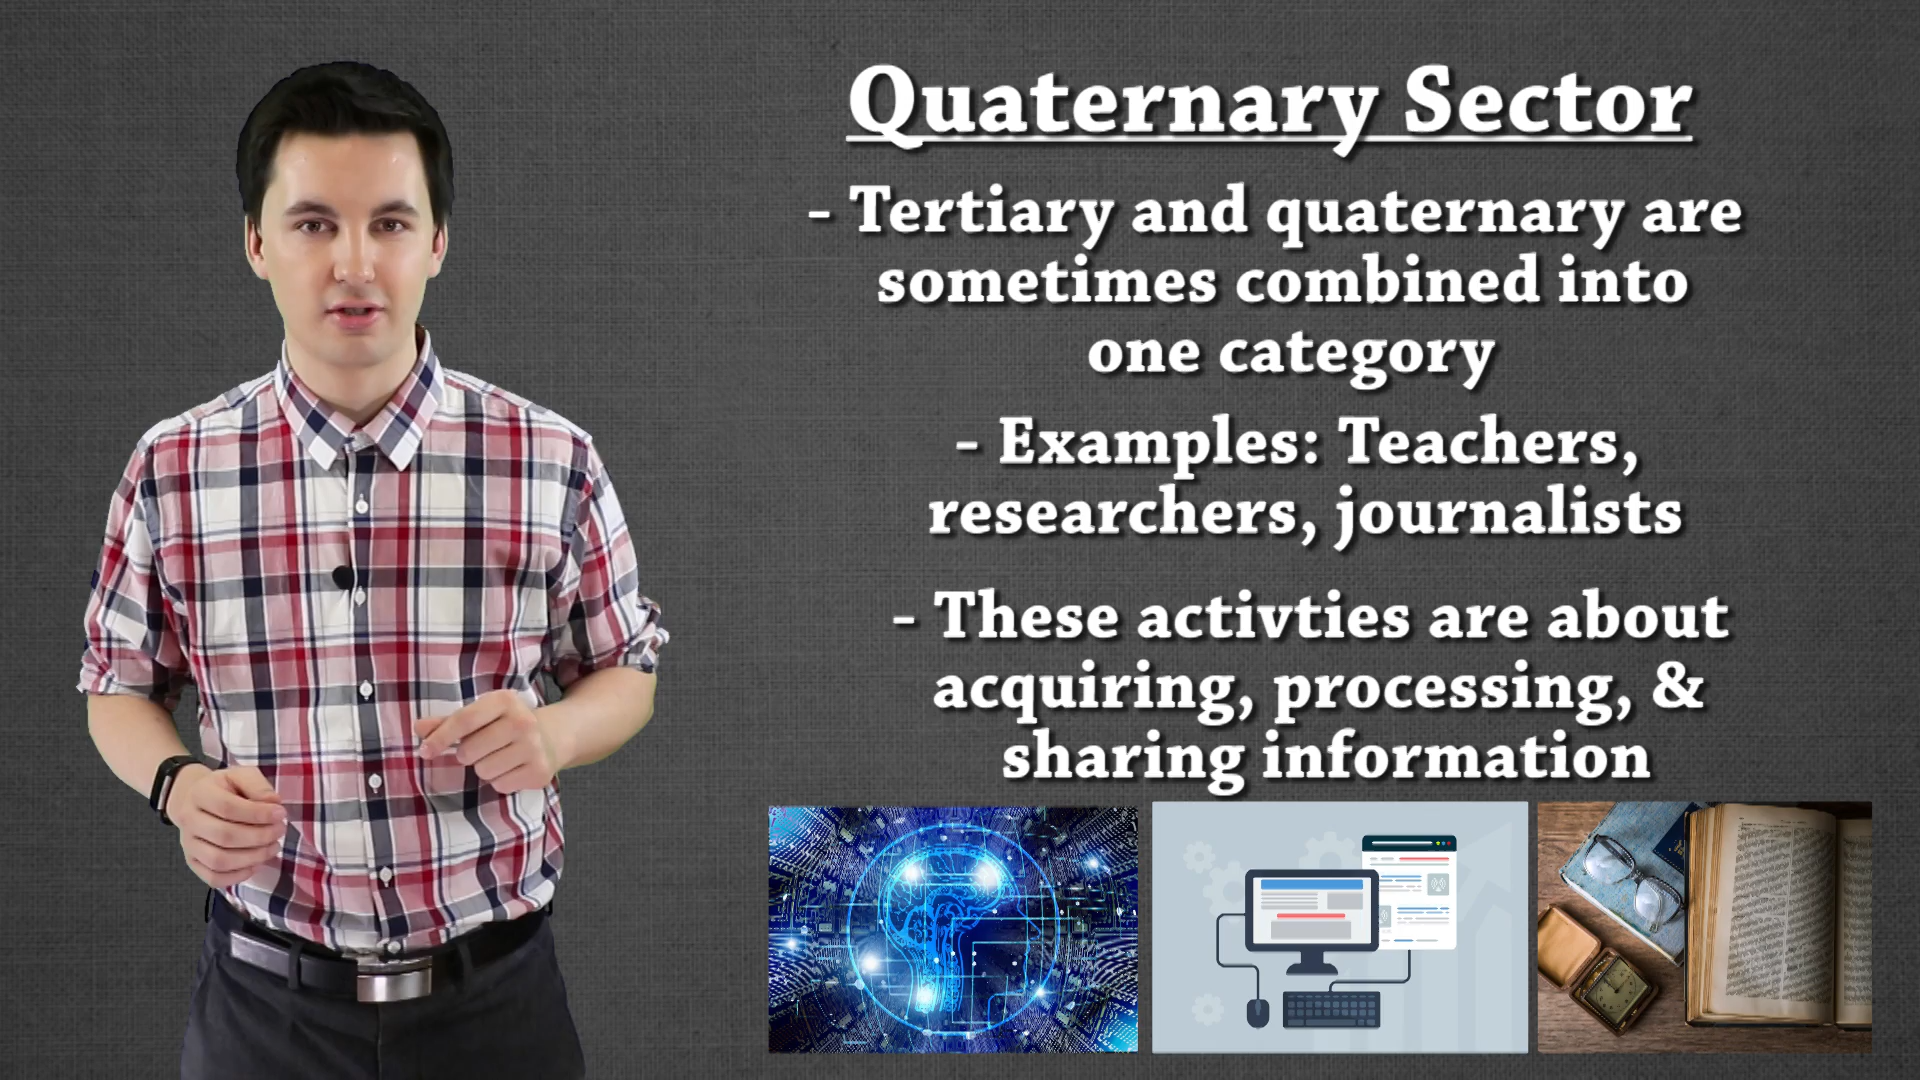 Quaternary Sector
- Tertiary and quaternary are
sometimes combined into
one category
- Examples: Teachers,
researchers, journalists
- These activties are about
acquiring, processing, &
sharing information